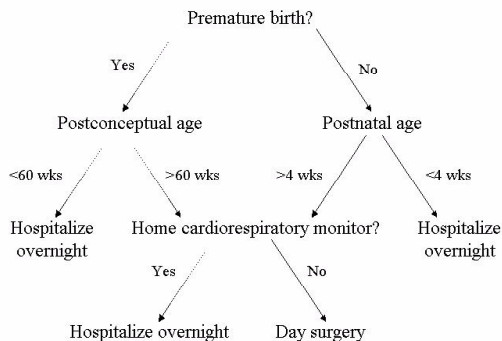 Premature birth?
Yes
No
Postconceptual age
Postnatal age
<60 wks
>60 wks
>4 wks
<4 wks
Hospitalize
overnight
Home cardiorespiratory monitor?
Hospitalize
overnight
Yes
No
Hospitalize overnight
Day surgery